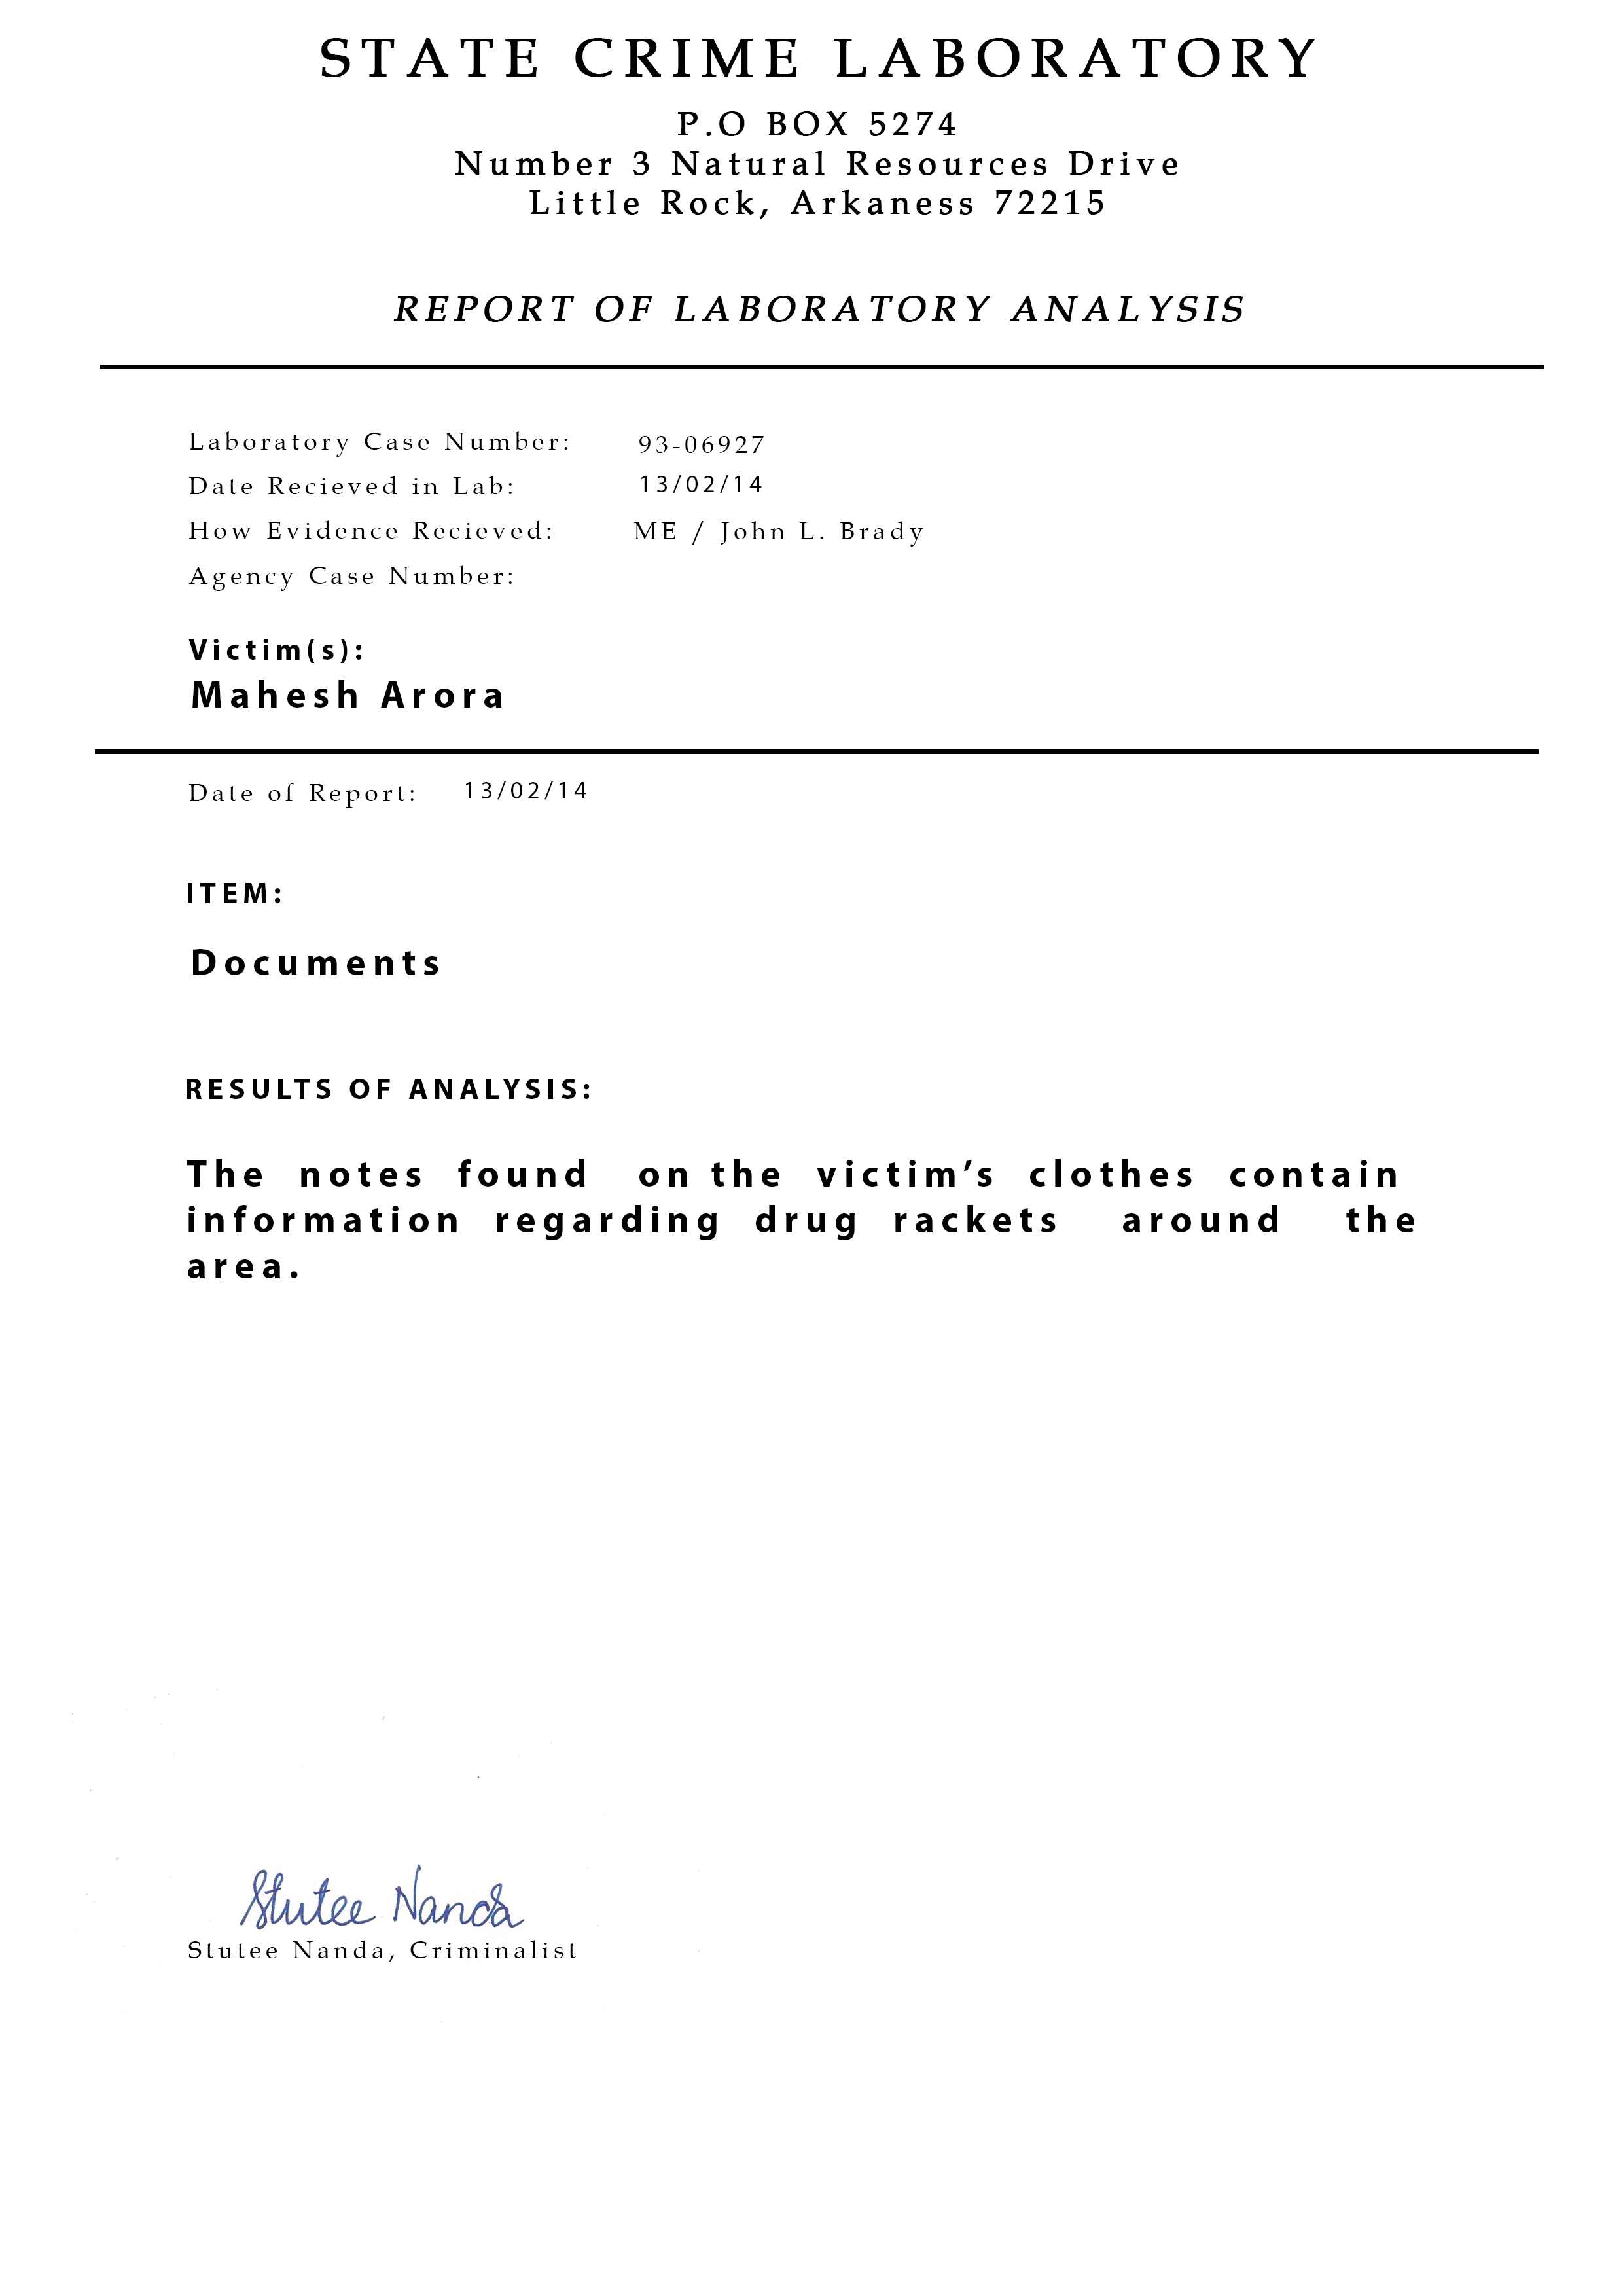 STATE CRIME LABORATORY
P.O BOX 5274
Number 3 Natural Resources Drive
Little Rock, Arkaness 72215
REPORT OF LABORATORY ANALYSIS
Laboratory Case Number: 93-06927
Date Recieved in Lab: 13/02/14
How Evidence Recieved: ME / John L. Brady
Agency Case Number:
Victim(s):
Mahesh Arora
Date of Report: 13/02/14
ITEM:
Documents
RESULTS OF ANALYSIS:
The notes found on the victim’s clothes contain
information regarding drug rackets around the
area.
Stutee Nanda
Stutee Nanda, Criminalist